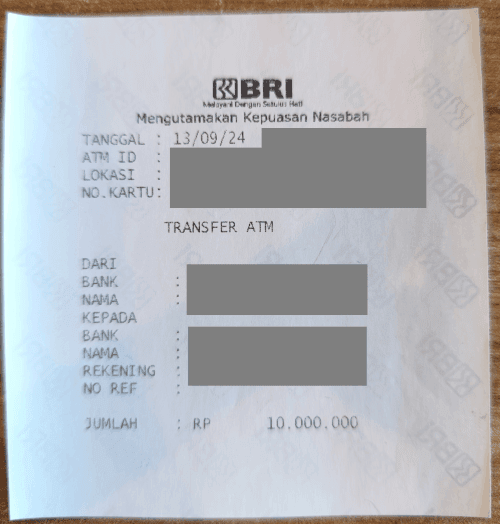 BRI
Melayani Dengan Setulus Hati
Mengutamakan Kepuasan Nasabah
TANGGAL : 13/09/24
ATM ID :
LOKASI :
NO.KARTU:
TRANSFER ATM
DARI
BANK :
NAMA :
KEPADA
BANK :
NAMA :
REKENING :
NO REF :
JUMLAH : RP 10.000.000